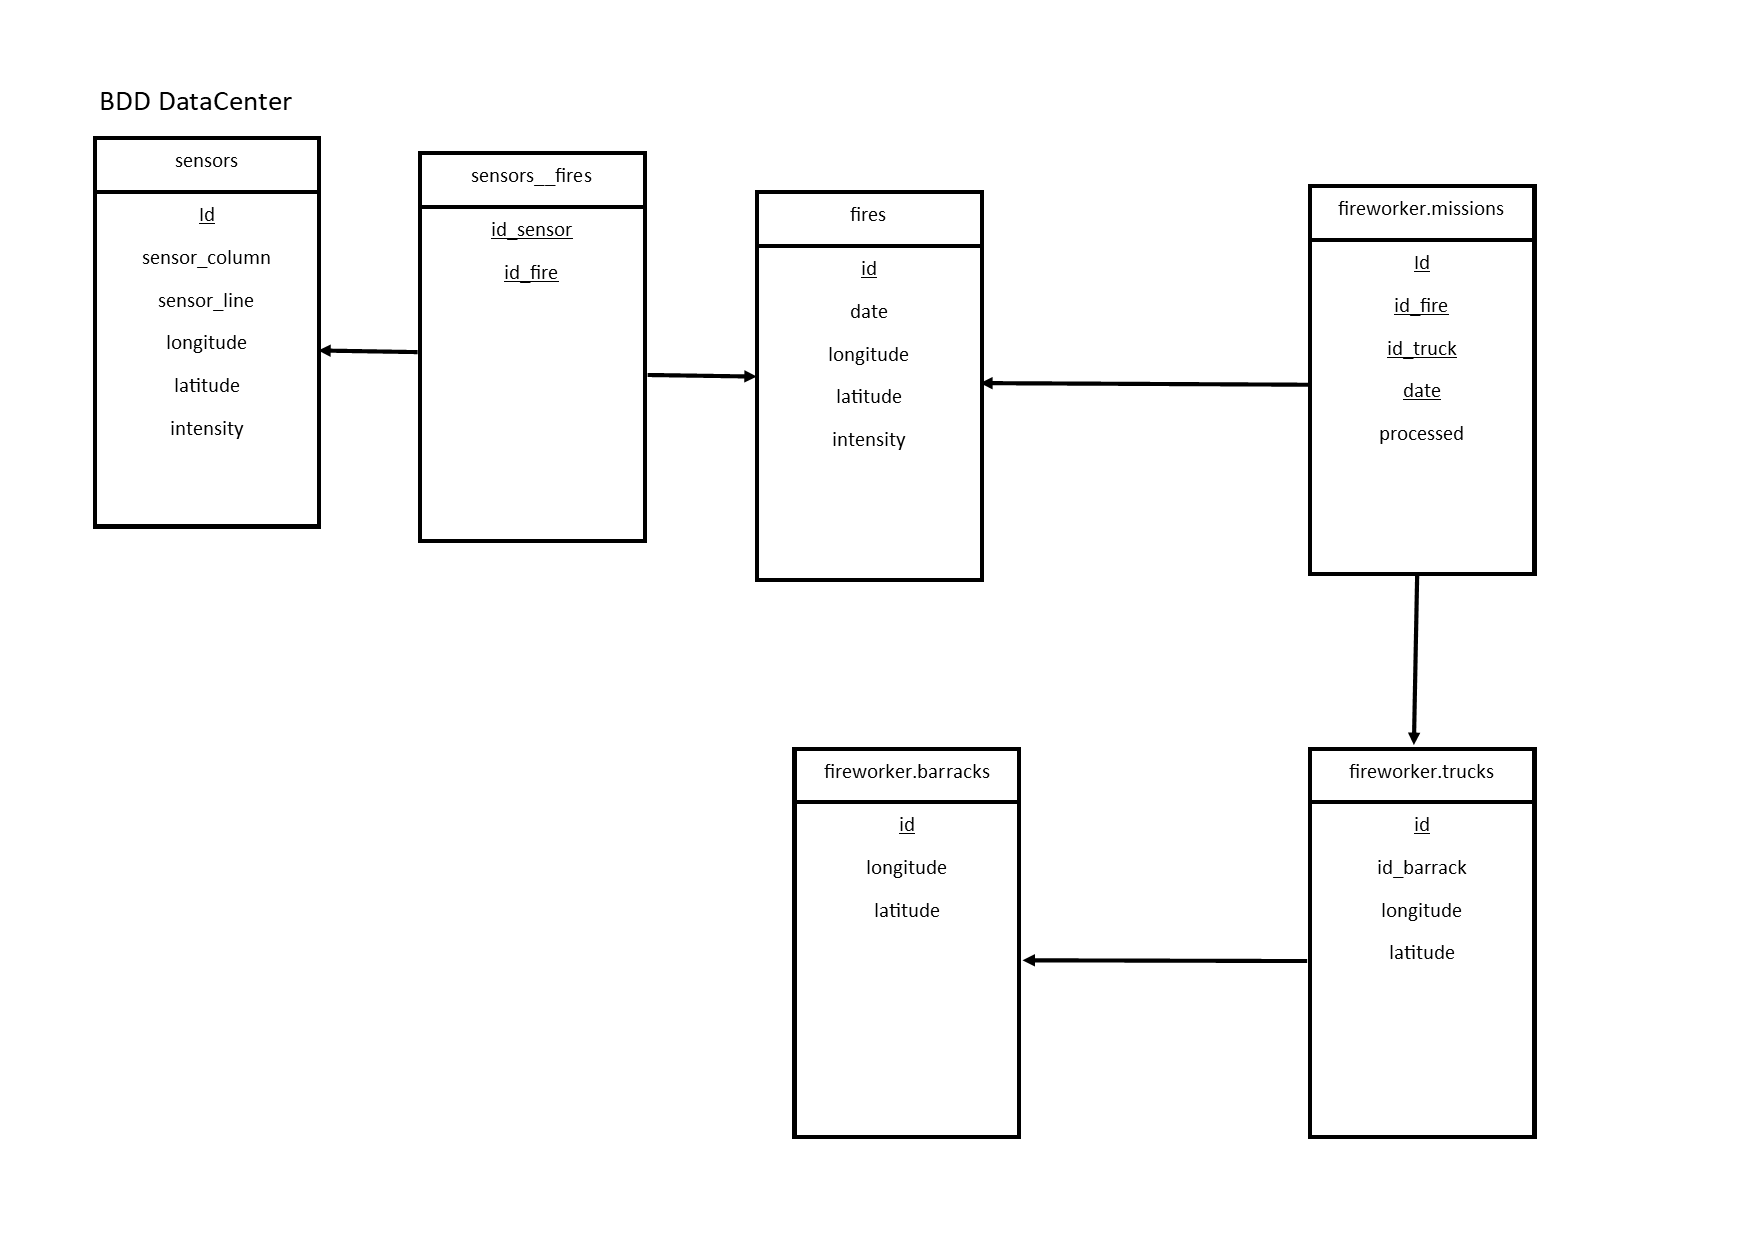 BDD DataCenter
sensors
Id
sensor_column
sensor_line
longitude
latitude
intensity
sensors__fires
id_sensor
id_fire
fires
id
date
longitude
latitude
intensity
fireworker.missions
Id
id_fire
id_truck
date
processed
fireworker.barracks
id
longitude
latitude
fireworker.trucks
id
id_barrack
longitude
latitude